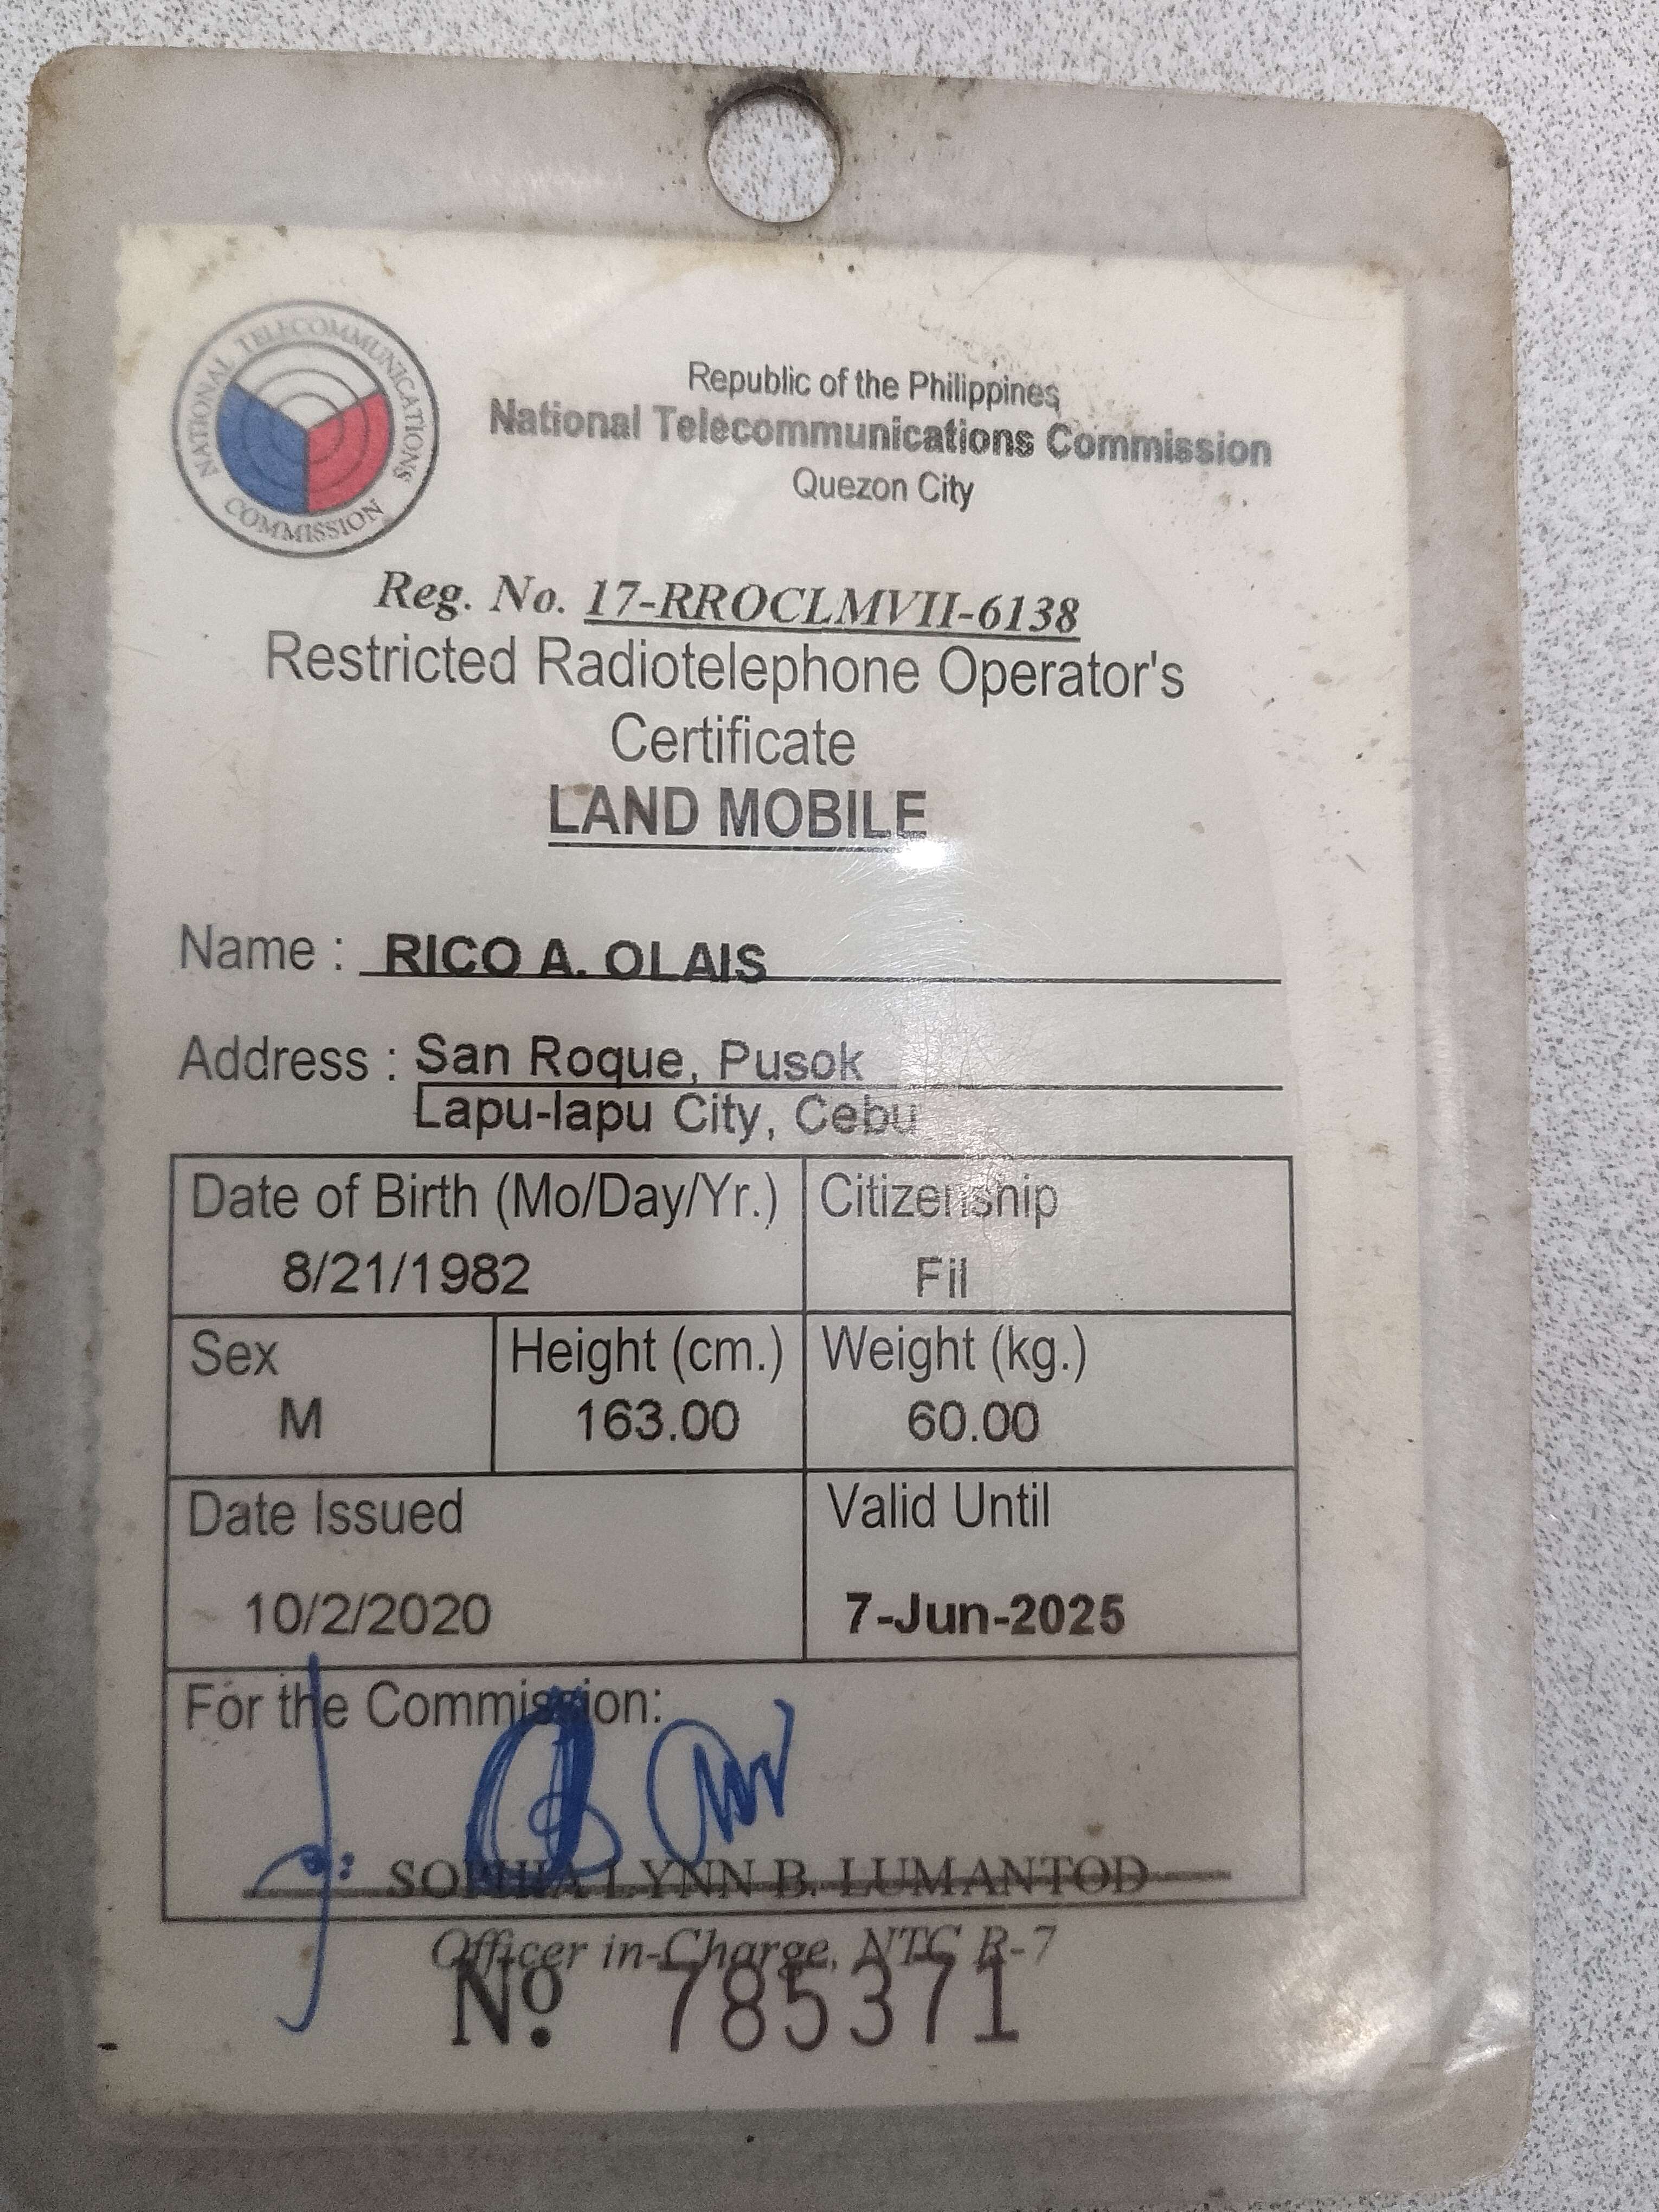 NATIONAL TELECOMMUNICATIONS COMMISSION
Republic of the Philippines
National Telecommunications Commission
Quezon City
Reg. No. 17-RROCLMVII-6138
Restricted Radiotelephone Operator's
Certificate
LAND MOBILE
Name : RICO A. OLAIS
Address : San Roque, Pusok
Lapu-lapu City, Cebu
Date of Birth (Mo/Day/Yr.) Citizenship
8/21/1982 Fil
Sex Height (cm.) Weight (kg.)
M 163.00 60.00
Date Issued Valid Until
10/2/2020 7-Jun-2025
For the Commission:
SOPHIA LYNN B. LUMANTOD
Officer in-Charge, NTC R-7
Nº. 785371